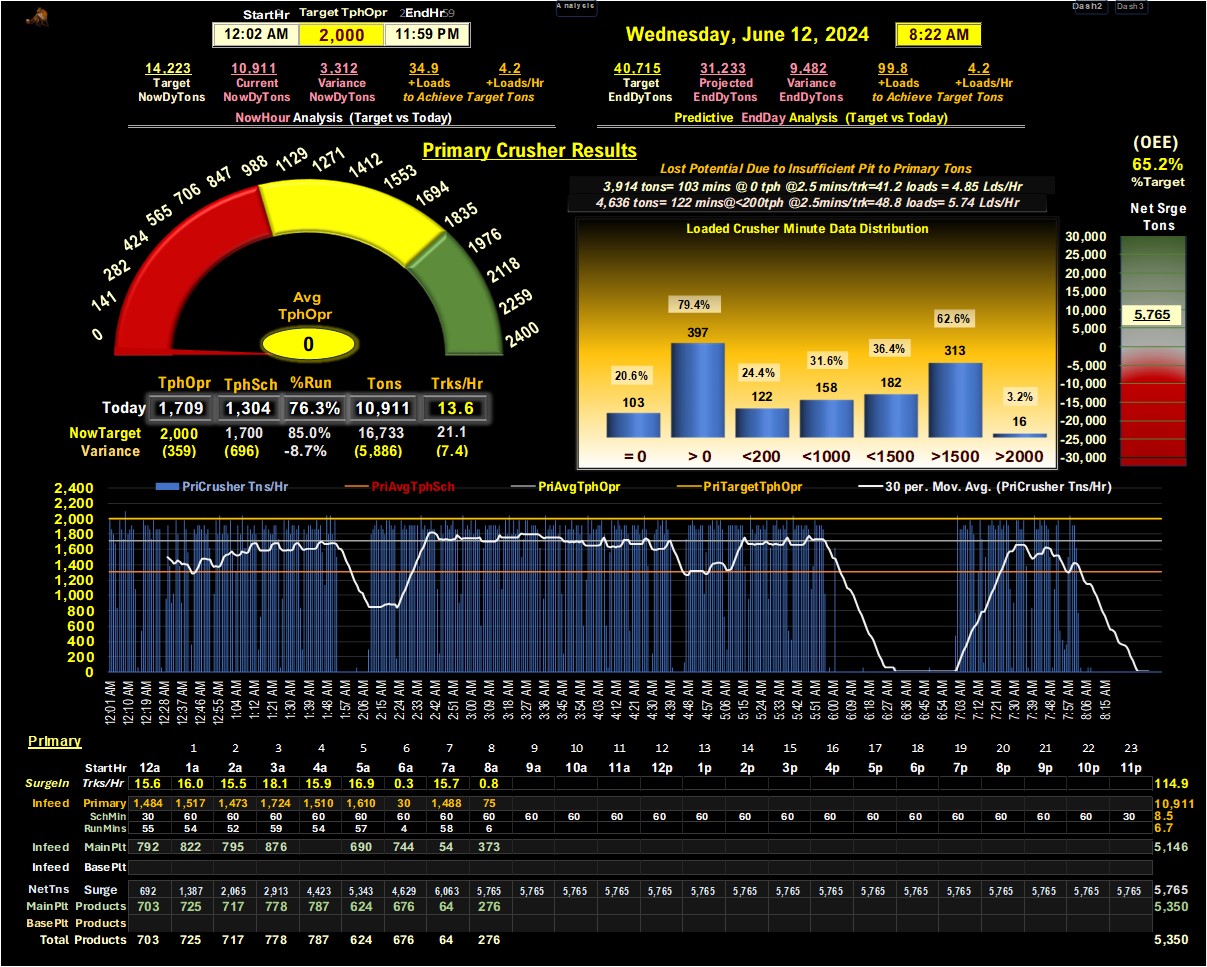 Analysis
Dash2 Dash3
StartHr Target TphOpr EndHr
12:02 AM 2,000 11:59 PM
Wednesday, June 12, 2024 8:22 AM
14,223 10,911 3,312 34.9 4.2
Target Current Variance +Loads +Loads/Hr
NowDyTons NowDyTons NowDyTons to Achieve Target Tons
NowHour Analysis (Target vs Today)
40,715 31,233 9,482 99.8 4.2
Target Projected Variance +Loads +Loads/Hr
EndDyTons EndDyTons EndDyTons to Achieve Target Tons
Predictive EndDay Analysis (Target vs Today)
Primary Crusher Results
0 141 282 424 565 706 847 988 1129 1271 1412 1553 1694 1835 1976 2118 2259 2400
Avg
TphOpr
0
TphOpr TphSch %Run Tons Trks/Hr
Today 1,709 1,304 76.3% 10,911 13.6
NowTarget 2,000 1,700 85.0% 16,733 21.1
Variance (359) (696) -8.7% (5,886) (7.4)
Lost Potential Due to Insufficient Pit to Primary Tons
3,914 tons= 103 mins @ 0 tph @2.5 mins/trk=41.2 loads = 4.85 Lds/Hr
4,636 tons= 122 mins@<200tph @2.5mins/trk=48.8 loads= 5.74 Lds/Hr
Loaded Crusher Minute Data Distribution
20.6% 79.4% 24.4% 31.6% 36.4% 62.6% 3.2%
103 397 122 158 182 313 16
= 0 > 0 <200 <1000 <1500 >1500 >2000
(OEE)
65.2%
%Target
Net Srge
Tons
30,000
25,000
20,000
15,000
10,000
5,765
5,000
0
-5,000
-10,000
-15,000
-20,000
-25,000
-30,000
PriCrusher Tns/Hr PriAvgTphSch PriAvgTphOpr PriTargetTphOpr 30 per. Mov. Avg. (PriCrusher Tns/Hr)
2,400
2,200
2,000
1,800
1,600
1,400
1,200
1,000
800
600
400
200
0
12:01 AM 12:10 AM 12:19 AM 12:28 AM 12:37 AM 12:46 AM 12:55 AM 1:04 AM 1:12 AM 1:21 AM 1:30 AM 1:39 AM 1:48 AM 1:57 AM 2:06 AM 2:15 AM 2:24 AM 2:33 AM 2:42 AM 2:51 AM 3:00 AM 3:09 AM 3:18 AM 3:27 AM 3:36 AM 3:45 AM 3:54 AM 4:03 AM 4:12 AM 4:21 AM 4:30 AM 4:39 AM 4:48 AM 4:57 AM 5:06 AM 5:15 AM 5:24 AM 5:33 AM 5:42 AM 5:51 AM 6:00 AM 6:09 AM 6:18 AM 6:27 AM 6:36 AM 6:45 AM 6:54 AM 7:03 AM 7:12 AM 7:21 AM 7:30 AM 7:39 AM 7:48 AM 7:57 AM 8:06 AM 8:15 AM
Primary
1 2 3 4 5 6 7 8 9 10 11 12 13 14 15 16 17 18 19 20 21 22 23
StartHr 12a 1a 2a 3a 4a 5a 6a 7a 8a 9a 10a 11a 12p 1p 2p 3p 4p 5p 6p 7p 8p 9p 10p 11p
SurgeIn Trks/Hr 15.6 16.0 15.5 18.1 15.9 16.9 0.3 15.7 0.8 114.9
Infeed Primary 1,484 1,517 1,473 1,724 1,510 1,610 30 1,488 75 10,911
SchMin 30 60 60 60 60 60 60 60 60 60 60 60 60 60 60 60 60 60 60 60 60 60 60 30 8.5
RunMins 55 54 52 59 54 57 4 58 6 6.7
Infeed MainPlt 792 822 795 876 690 744 54 373 5,146
Infeed BasePlt
NetTns Surge 692 1,387 2,065 2,913 4,423 5,343 4,629 6,063 5,765 5,765 5,765 5,765 5,765 5,765 5,765 5,765 5,765 5,765 5,765 5,765 5,765 5,765 5,765 5,765 5,765
MainPlt Products 703 725 717 778 787 624 676 64 276 5,350
BasePlt Products
Total Products 703 725 717 778 787 624 676 64 276 5,350